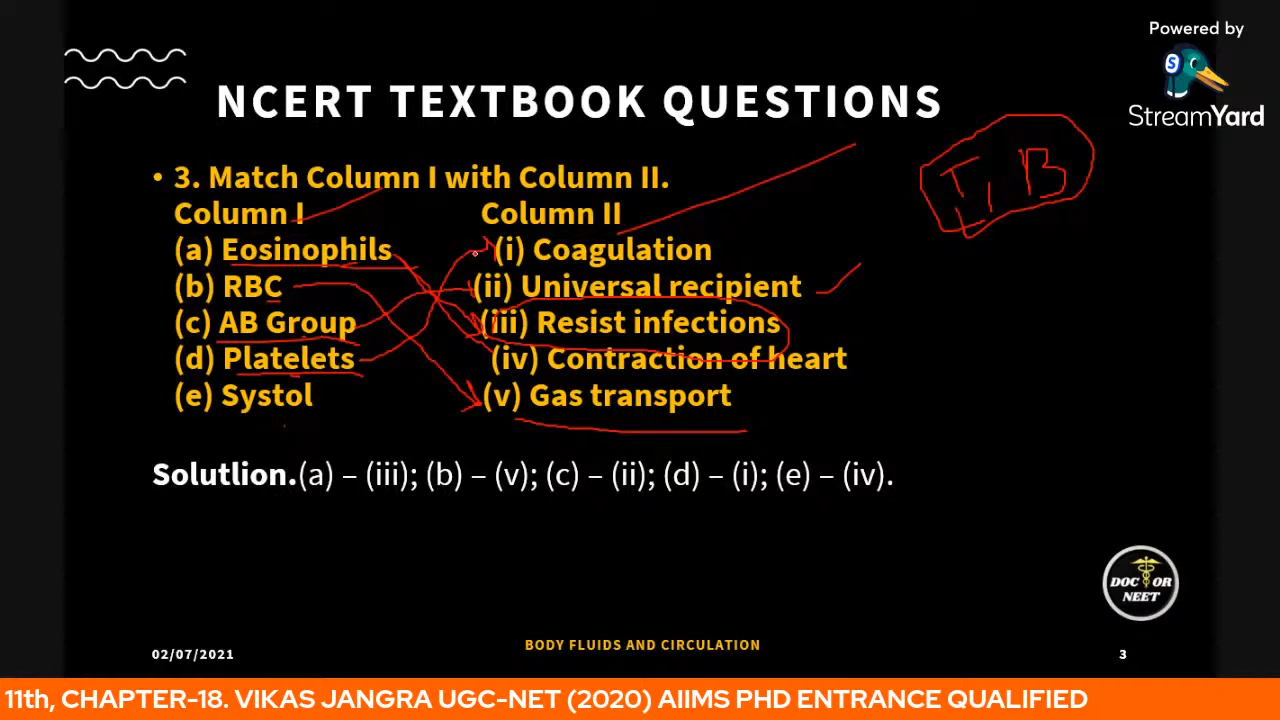 Powered by
StreamYard
NCERT TEXTBOOK QUESTIONS
• 3. Match Column I with Column II.
Column I Column II
(a) Eosinophils (i) Coagulation
(b) RBC (ii) Universal recipient
(c) AB Group (iii) Resist infections
(d) Platelets (iv) Contraction of heart
(e) Systol (v) Gas transport
Solutlion.(a) – (iii); (b) – (v); (c) – (ii); (d) – (i); (e) – (iv).
DOCTOR
NEET
02/07/2021 BODY FLUIDS AND CIRCULATION 3
11th, CHAPTER-18. VIKAS JANGRA UGC-NET (2020) AIIMS PHD ENTRANCE QUALIFIED